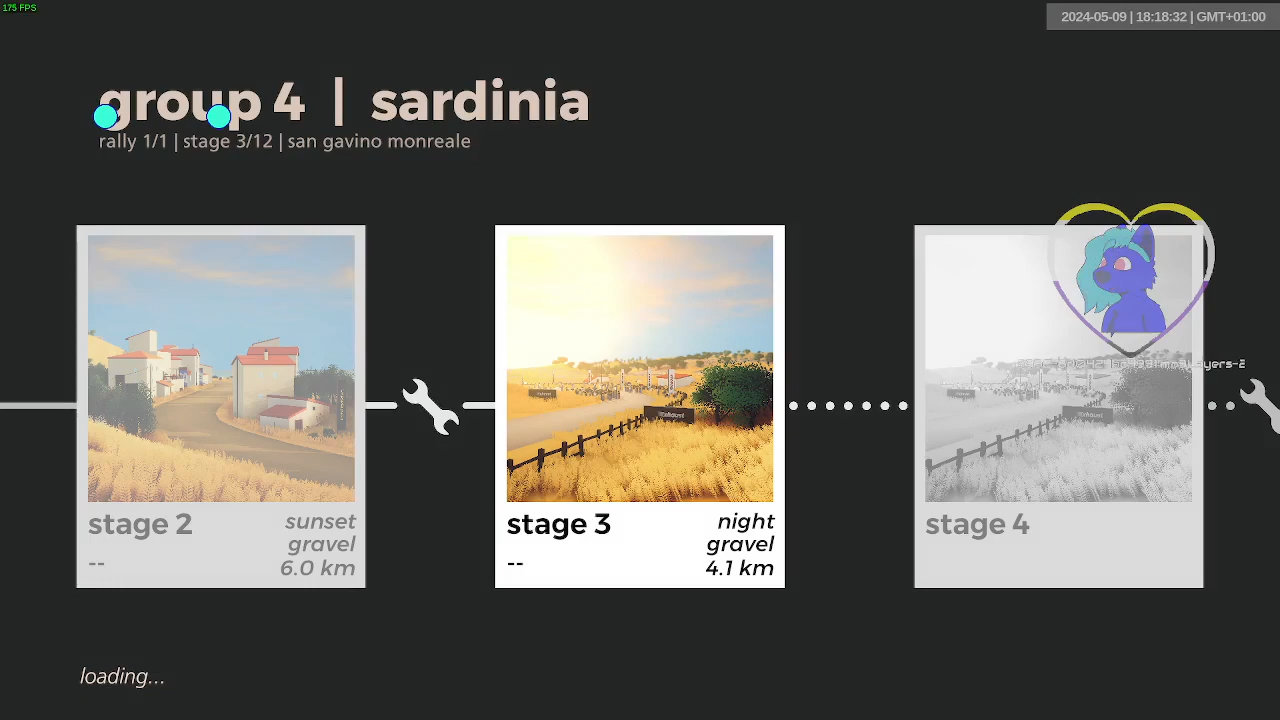 175 FPS
2024-05-09 | 18:18:32 | GMT+01:00
group 4 | sardinia
rally 1/1 | stage 3/12 | san gavino monreale
stage 2
sunset
gravel
--
6.0 km
stage 3
night
gravel
--
4.1 km
stage 4
loading...